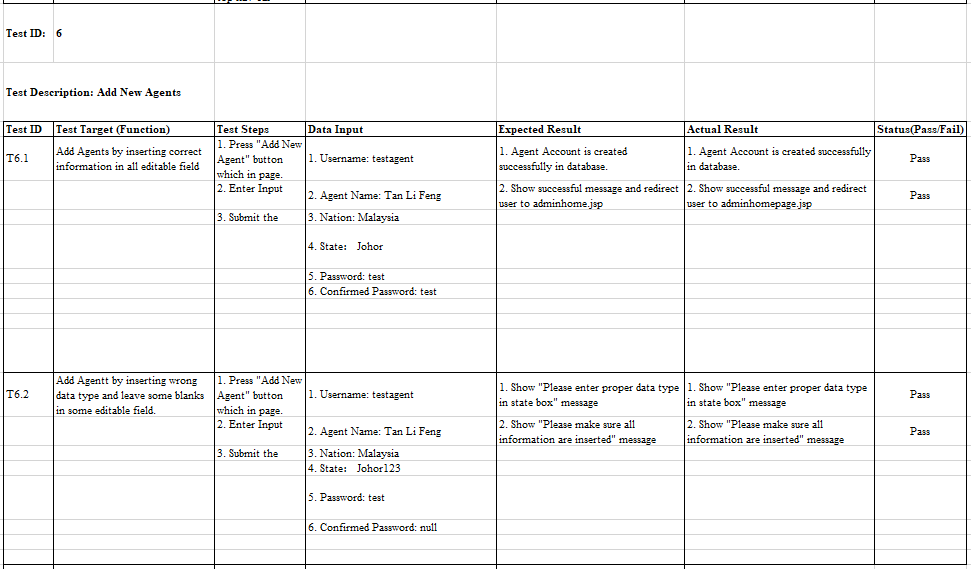 Test ID: 6
Test Description: Add New Agents
Test ID Test Target (Function) Test Steps Data Input Expected Result Actual Result Status(Pass/Fail)
T6.1
Add Agents by inserting correct
information in all editable field
1. Press "Add New
Agent" button
which in page.
1. Username: testagent
1. Agent Account is created
successfully in database.
1. Agent Account is created successfully
in database.
Pass
2. Enter Input
2. Agent Name: Tan Li Feng
2. Show successful message and redirect
user to adminhome.jsp
2. Show successful message and redirect
user to adminhomepage.jsp
Pass
3. Submit the
3. Nation: Malaysia
4. State: Johor
5. Password: test
6. Confirmed Password: test
T6.2
Add Agentt by inserting wrong
data type and leave some blanks
in some editable field.
1. Press "Add New
Agent" button
which in page.
1. Username: testagent
1. Show "Please enter proper data type
in state box" message
1. Show "Please enter proper data type
in state box" message
Pass
2. Enter Input
2. Agent Name: Tan Li Feng
2. Show "Please make sure all
information are inserted" message
2. Show "Please make sure all
information are inserted" message
Pass
3. Submit the
3. Nation: Malaysia
4. State: Johor123
5. Password: test
6. Confirmed Password: null